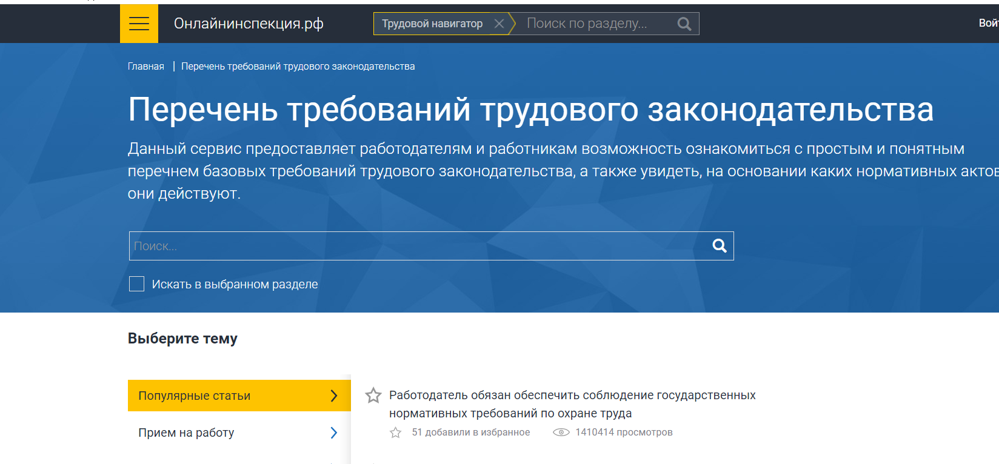 Онлайнинспекция.рф
Трудовой навигатор
Поиск по разделу...
Главная
Перечень требований трудового законодательства
Перечень требований трудового законодательства
Данный сервис предоставляет работодателям и работникам возможность ознакомиться с простым и понятным
перечнем базовых требований трудового законодательства, а также увидеть, на основании каких нормативных
они действуют.
Поиск...
Искать в выбранном разделе
Выберите тему
Популярные статьи
Прием на работу
Работодатель обязан обеспечить соблюдение государственных
нормативных требований по охране труда
51 добавили в избранное
1410414 просмотров